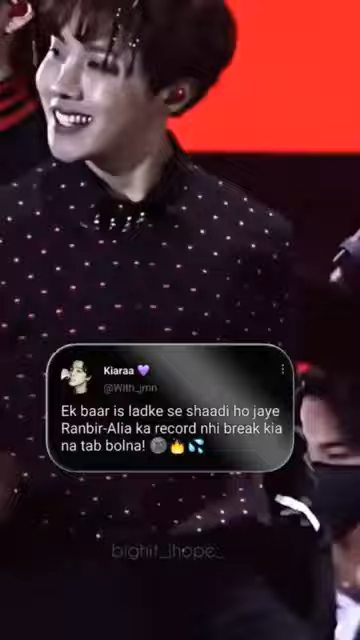 Kiaraa 💜
@With_jmn
Ek baar is ladke se shaadi ho jaye
Ranbir-Alia ka record nhi break kia
na tab bolna! 🌚🔥💦
bighit_jhope_